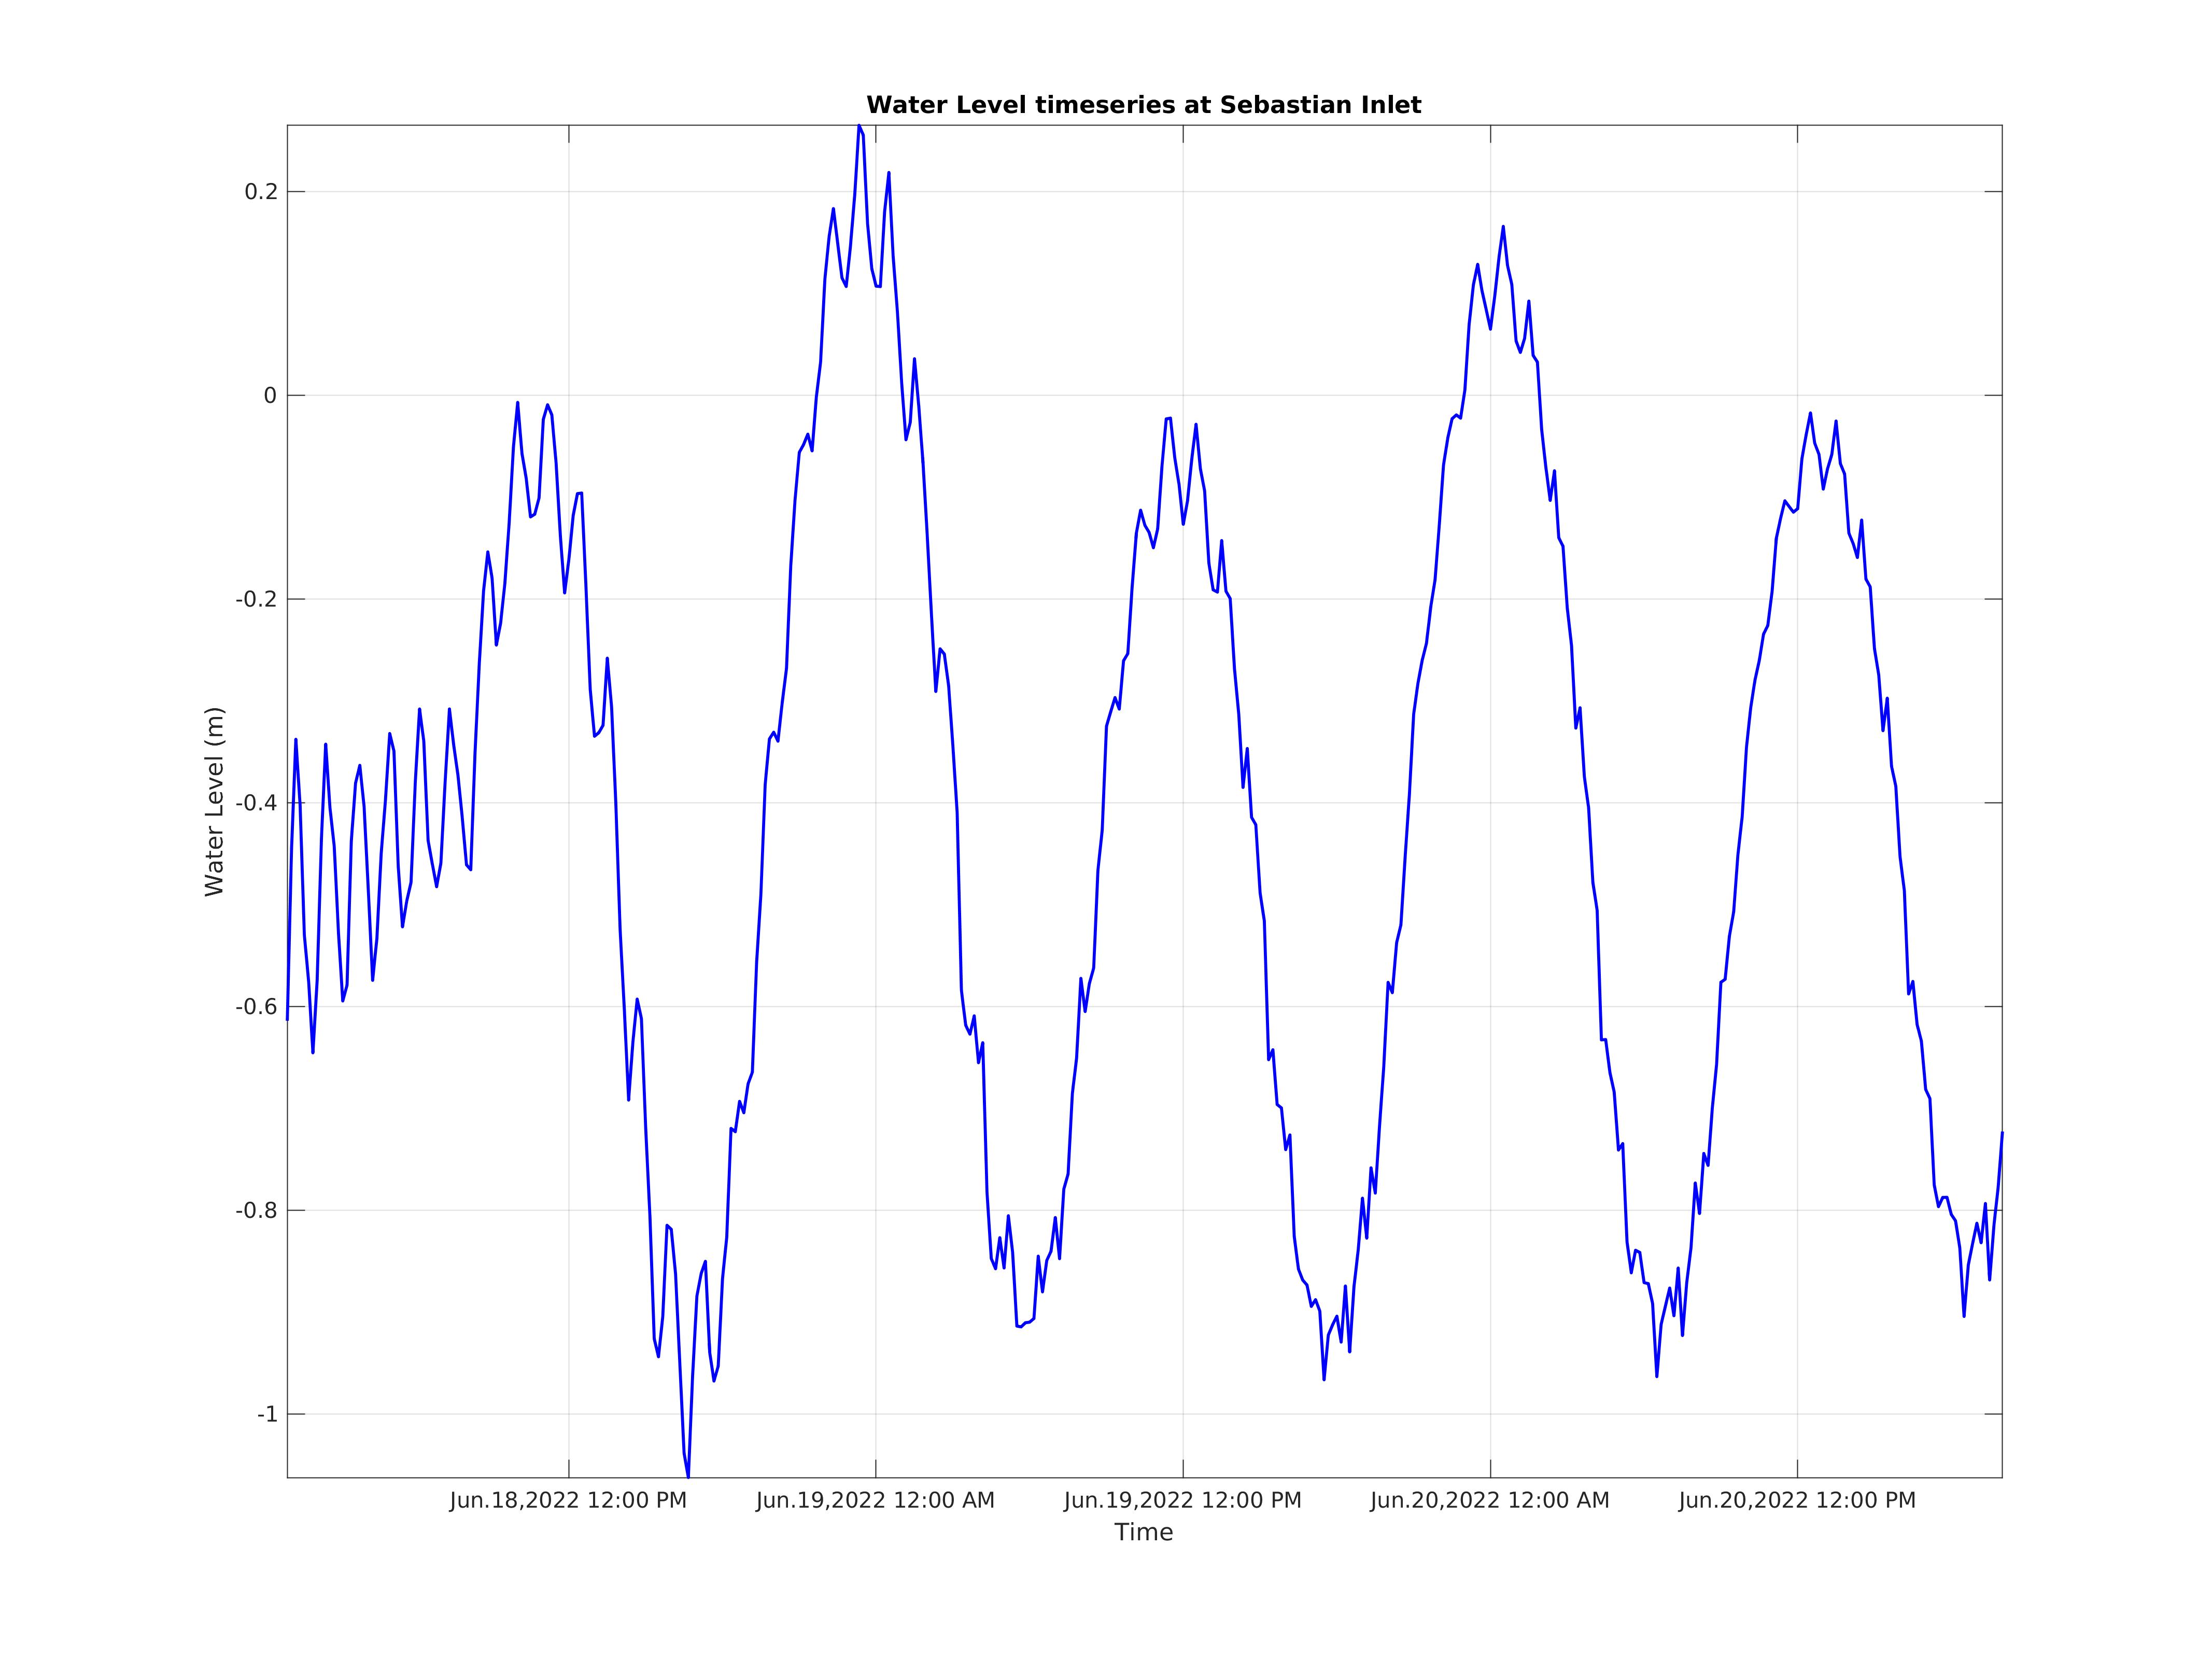 Water Level timeseries at Sebastian Inlet
0.2
0
-0.2
-0.4
-0.6
-0.8
-1
Water Level (m)
Jun.18,2022 12:00 PM
Jun.19,2022 12:00 AM
Jun.19,2022 12:00 PM
Jun.20,2022 12:00 AM
Jun.20,2022 12:00 PM
Time